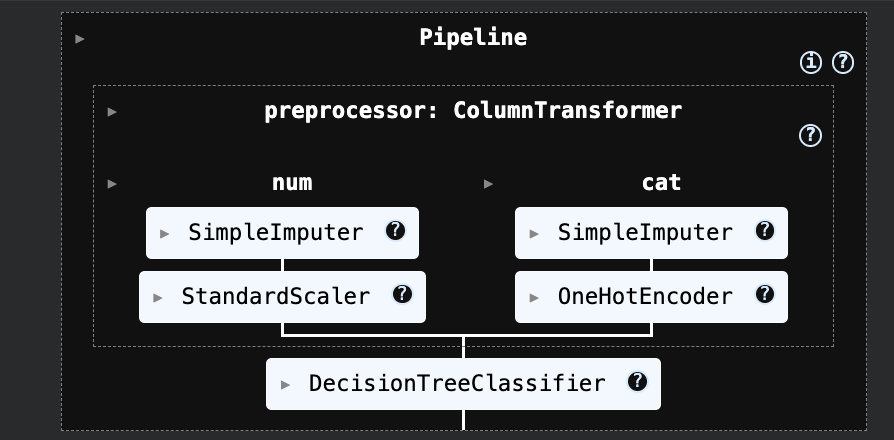 Pipeline
i ?
preprocessor: ColumnTransformer
?
num cat
SimpleImputer ? SimpleImputer ?
StandardScaler ? OneHotEncoder ?
DecisionTreeClassifier ?